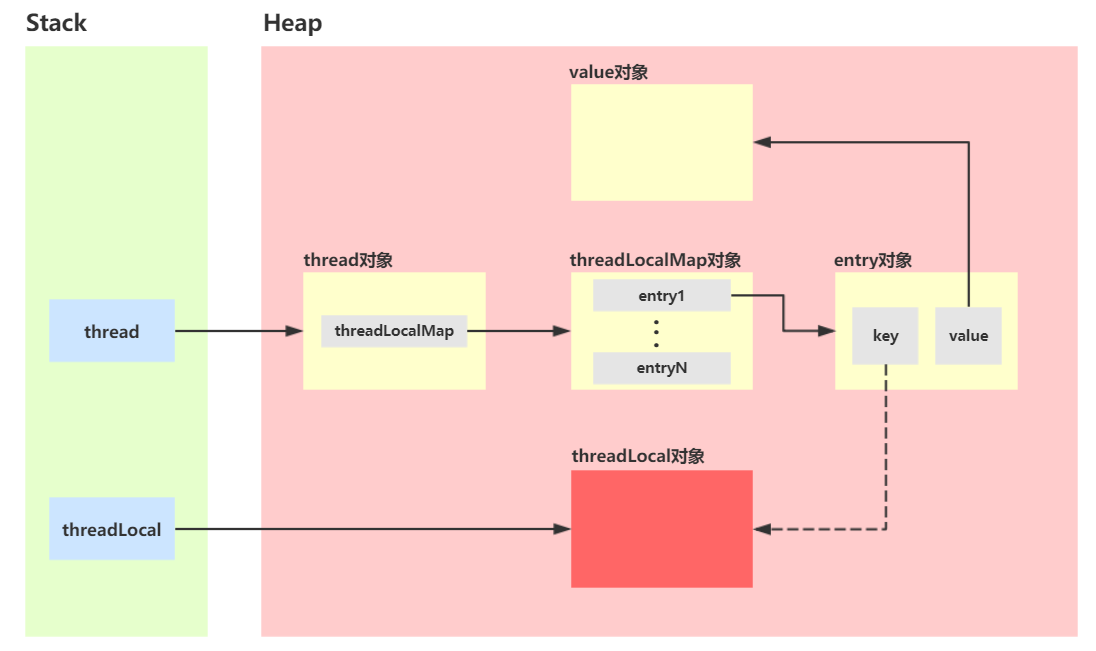 Stack
Heap
value对象
thread对象
threadLocalMap对象
entry对象
thread
threadLocalMap
entry1
entryN
key
value
threadLocal对象
threadLocal